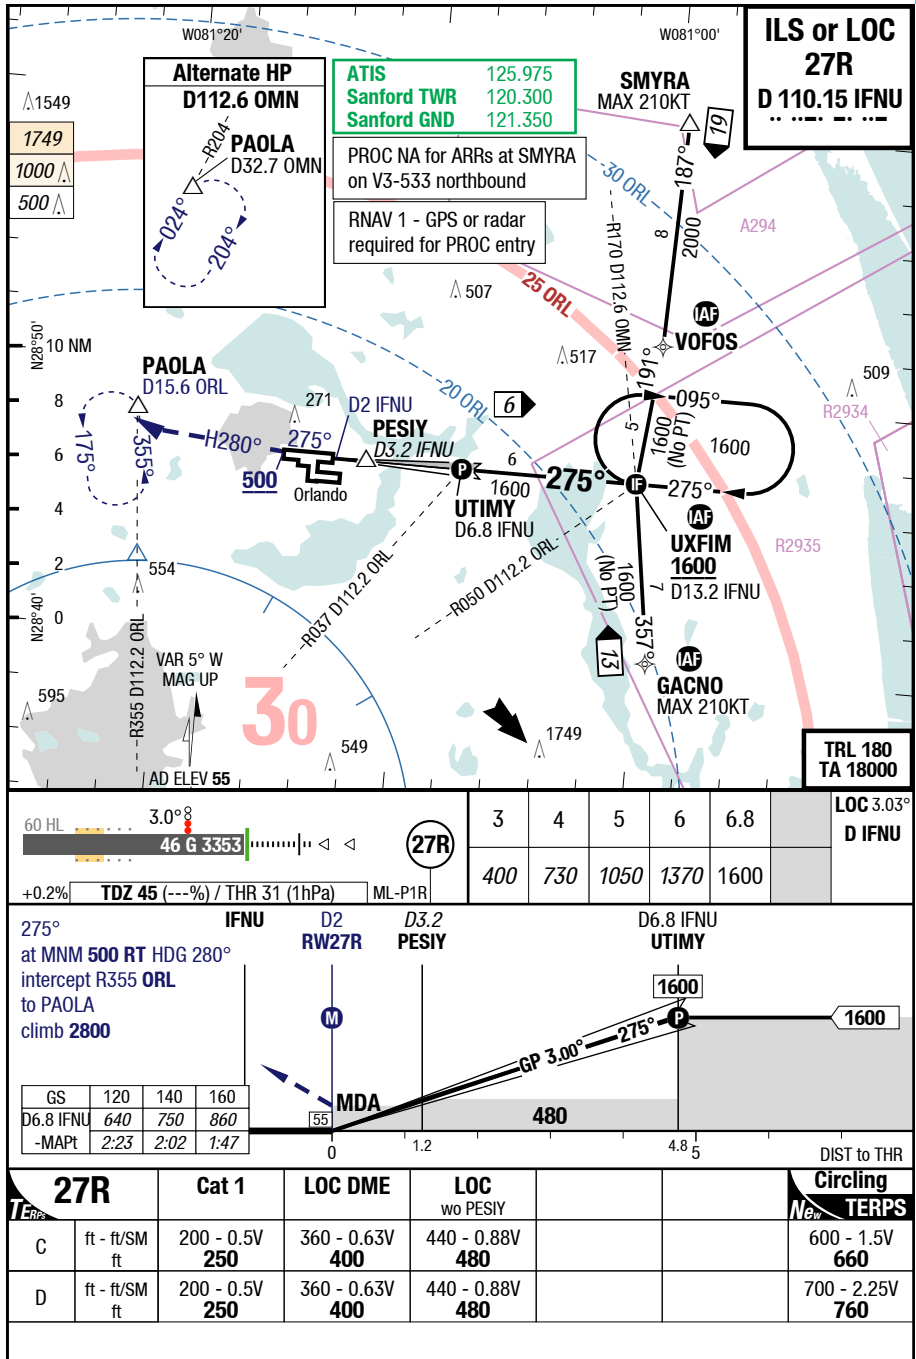 ILS or LOC
27R
D 110.15 IFNU
W081°20'
W081°00'
Alternate HP
D112.6 OMN
R204
PAOLA
D32.7 OMN
024°
204°
ATIS 125.975
Sanford TWR 120.300
Sanford GND 121.350
PROC NA for ARRs at SMYRA
on V3-533 northbound
RNAV 1 - GPS or radar
required for PROC entry
SMYRA
MAX 210KT
19
187°
8
2000
30 ORL
R170 D112.6 OMN
A294
1549
1749
1000
500
507
25 ORL
IAF
VOFOS
517
509
N28°50'
10 NM
8
6
4
2
0
N28°40'
PAOLA
D15.6 ORL
175°
355°
H280°
275°
271
D2 IFNU
20 ORL
6
PESIY
D3.2 IFNU
500
Orlando
P
6
1600
UTIMY
D6.8 IFNU
275°
191°
5
1600
(No PT)
095°
1600
275°
IF
R2934
R2935
IAF
UXFIM
1600
D13.2 IFNU
R037 D112.2 ORL
R050 D112.2 ORL
1600
(No PT)
7
357°
13
IAF
GACNO
MAX 210KT
554
R355 D112.2 ORL
VAR 5° W
MAG UP
595
30
549
1749
AD ELEV 55
TRL 180
TA 18000
60 HL
3.0°
46 G 3353
27R
+0.2%
TDZ 45 (---%) / THR 31 (1hPa)
ML-P1R
3 4 5 6 6.8
LOC 3.03°
D IFNU
400 730 1050 1370 1600
275°
at MNM 500 RT HDG 280°
intercept R355 ORL
to PAOLA
climb 2800
IFNU
D2
RW27R
D3.2
PESIY
D6.8 IFNU
UTIMY
1600
M
P
1600
GP 3.00°
275°
MDA
55
480
GS 120 140 160
D6.8 IFNU 640 750 860
-MAPt 2:23 2:02 1:47
0 1.2 4.8 5
DIST to THR
TERPS
27R
Cat 1
LOC DME
LOC
wo PESIY
Circling
New TERPS
C
ft - ft/SM 200 - 0.5V 360 - 0.63V 440 - 0.88V 600 - 1.5V
ft 250 400 480 660
D
ft - ft/SM 200 - 0.5V 360 - 0.63V 440 - 0.88V 700 - 2.25V
ft 250 400 480 760